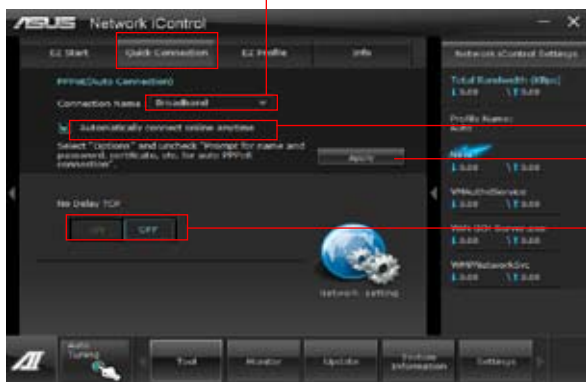 ASUS Network iControl
EZ Start Quick Connection EZ Profile Info
Network iControl Settings
PPPoE(Auto Connection)
Connection Name Broadband
Automatically connect online anytime
Select "Options" and uncheck "Prompt for name and
password, certificate, etc. for auto PPPoE
connection".
Apply
No Delay TCP
ON OFF
Network setting
Total Bandwidth (KBps)
Profile Name:
Auto
VMAuthdService
WMPNetworkSvc
Auto
Tuning
Tool Monitor Update System
Information Settings